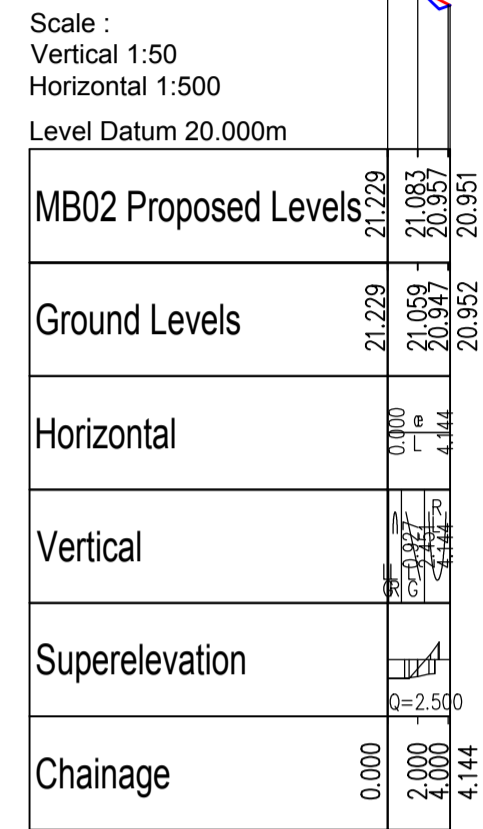 Scale :
Vertical 1:50
Horizontal 1:500
Level Datum 20.000m
MB02 Proposed Levels 21.229 21.083 20.957 20.951
Ground Levels 21.229 21.059 20.947 20.952
Horizontal 0.000 L 4.144
Vertical 0.927 4.144
Superelevation
Q=2.500
Chainage 0.000 2.000 4.000 4.144